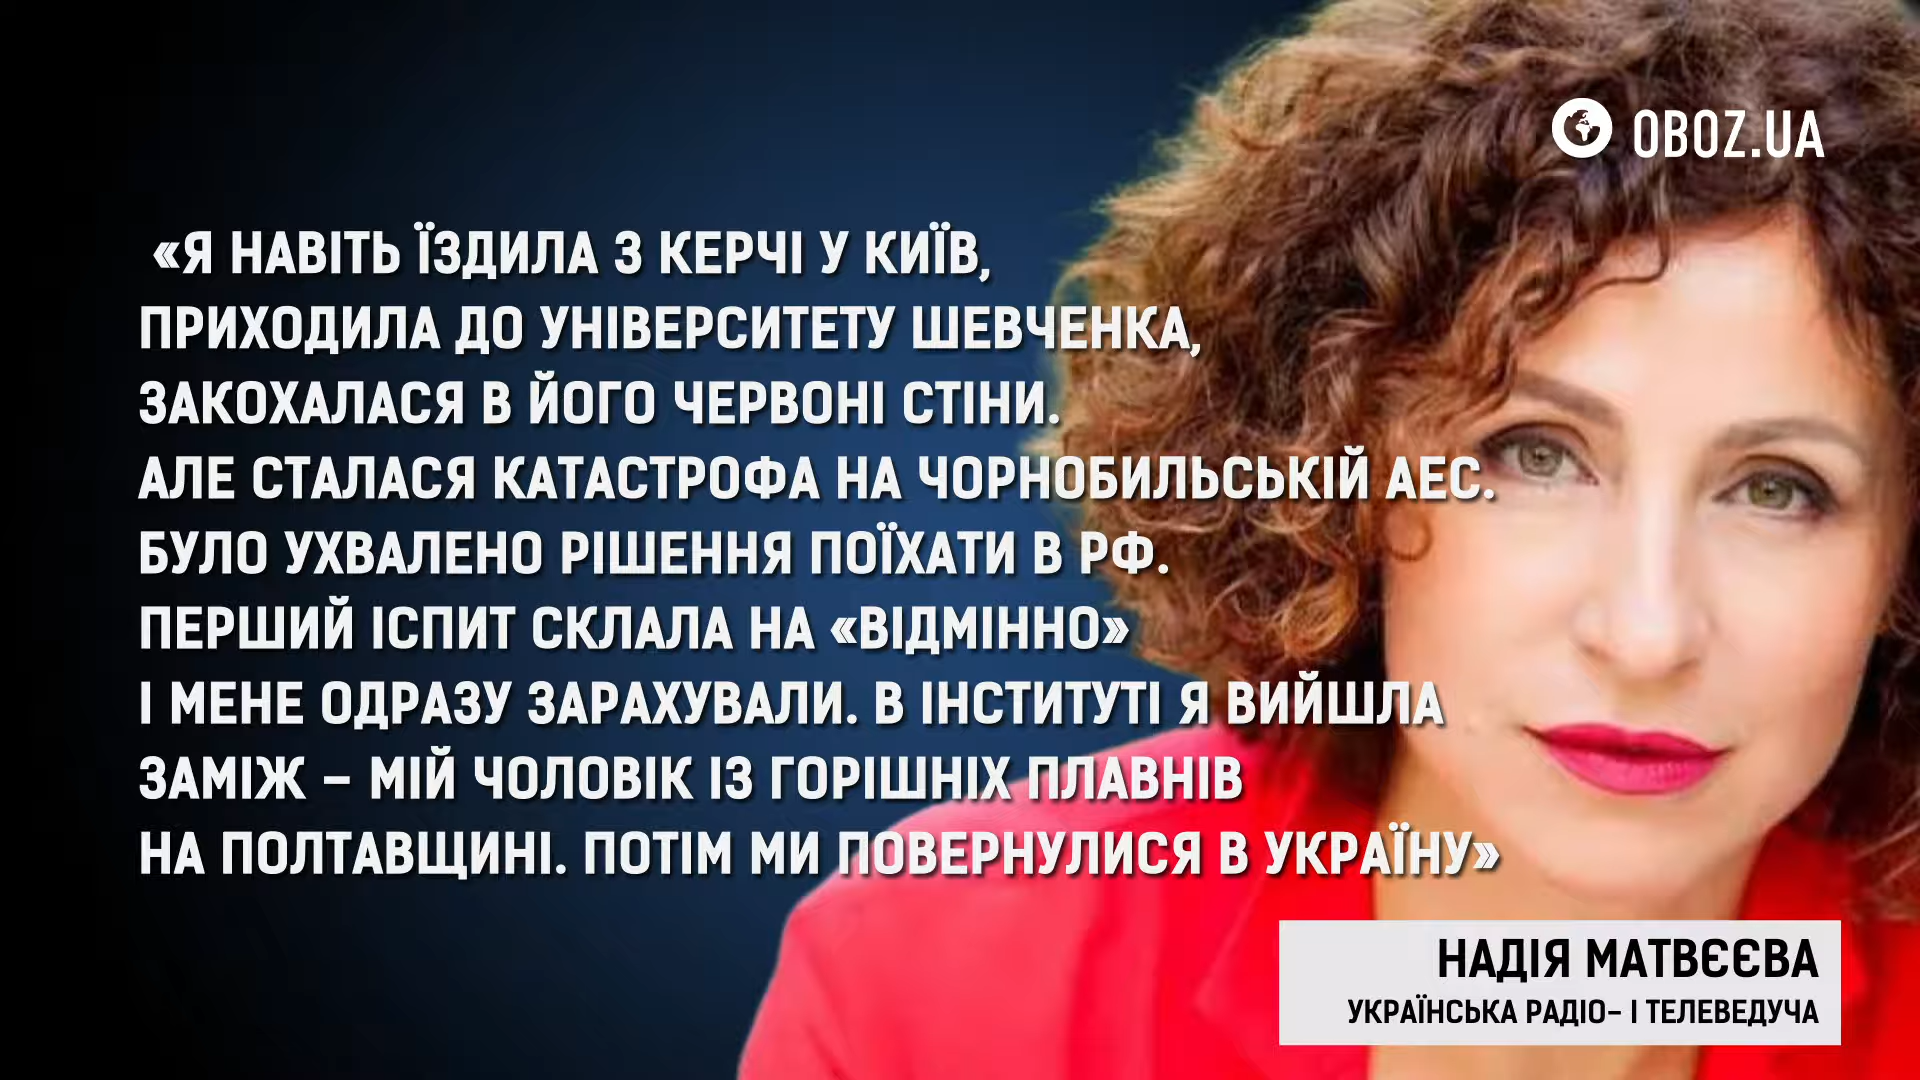 OBOZ.UA
«Я НАВІТЬ ЇЗДИЛА З КЕРЧІ У КИЇВ,
ПРИХОДИЛА ДО УНІВЕРСИТЕТУ ШЕВЧЕНКА,
ЗАКОХАЛАСЯ В ЙОГО ЧЕРВОНІ СТІНИ.
АЛЕ СТАЛАСЯ КАТАСТРОФА НА ЧОРНОБИЛЬСЬКІЙ АЕС.
БУЛО УХВАЛЕНО РІШЕННЯ ПОЇХАТИ В РФ.
ПЕРШИЙ ІСПИТ СКЛАЛА НА «ВІДМІННО»
І МЕНЕ ОДРАЗУ ЗАРАХУВАЛИ. В ІНСТИТУТІ Я ВИЙШЛА
ЗАМІЖ – МІЙ ЧОЛОВІК ІЗ ГОРІШНІХ ПЛАВНІВ
НА ПОЛТАВЩИНІ. ПОТІМ МИ ПОВЕРНУЛИСЯ В УКРАЇНУ»
НАДІЯ МАТВЄЄВА
УКРАЇНСЬКА РАДІО- І ТЕЛЕВЕДУЧА